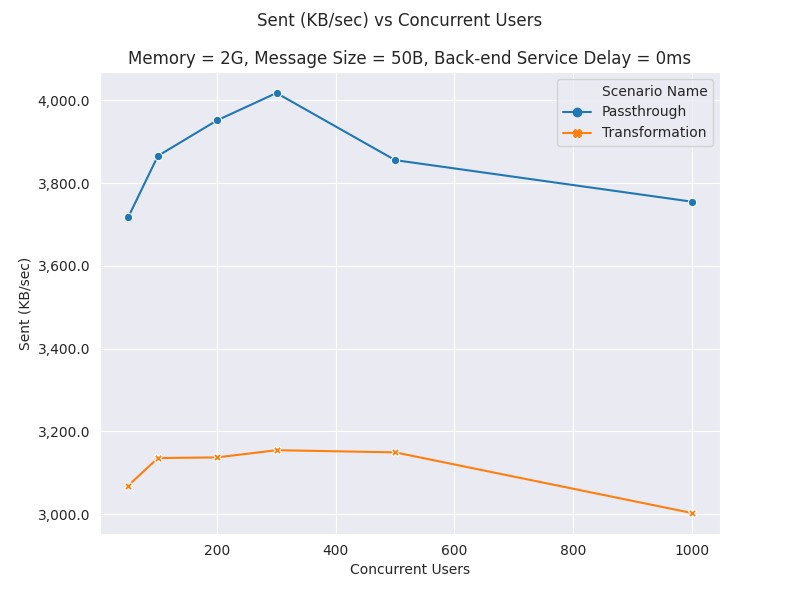 Sent (KB/sec) vs Concurrent Users
Memory = 2G, Message Size = 50B, Back-end Service Delay = 0ms
Scenario Name
Passthrough
Transformation
4,000.0
3,800.0
3,600.0
3,400.0
3,200.0
3,000.0
Sent (KB/sec)
200
400
600
800
1000
Concurrent Users